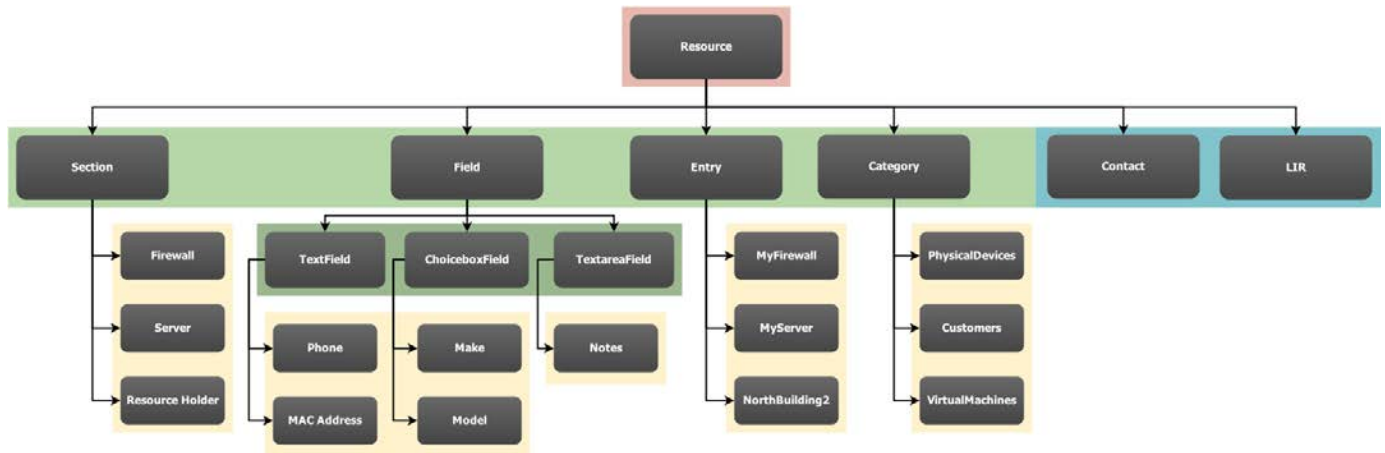 Resource
Section
Field
Entry
Category
Contact
LIR
Firewall
TextField
ChoiceboxField
TextareaField
MyFirewall
PhysicalDevices
Server
Phone
Make
Notes
MyServer
Customers
Resource Holder
MAC Address
Model
NorthBuilding2
VirtualMachines